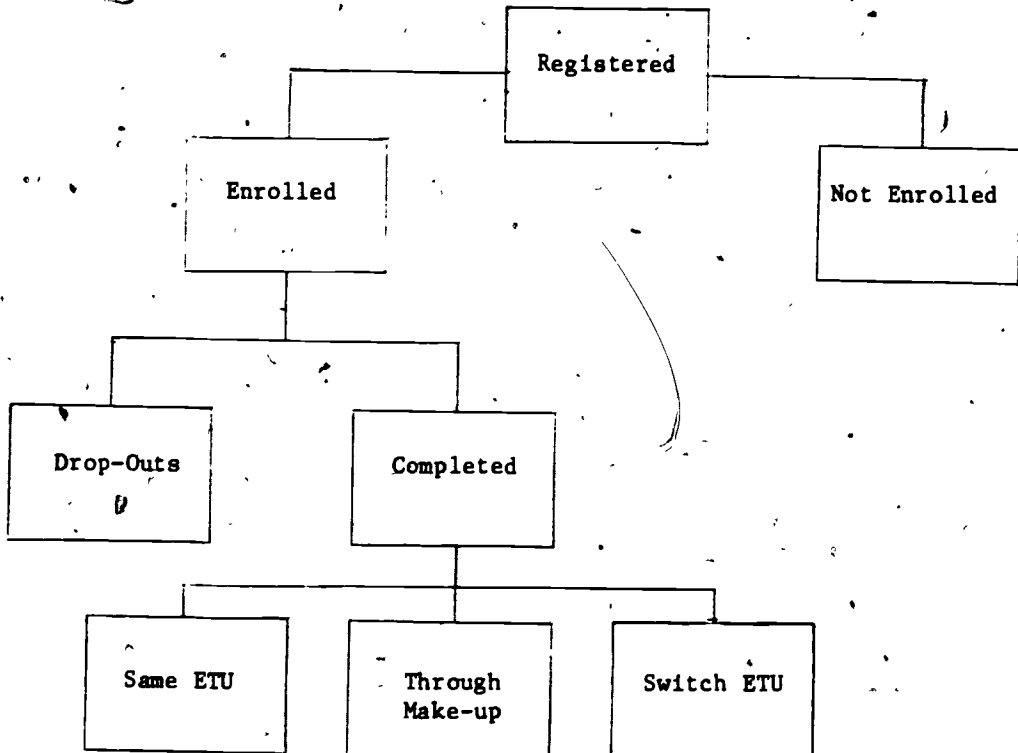 Registered
Enrolled
Not Enrolled
Drop-Outs
Completed
Same ETU
Through
Make-up
Switch ETU